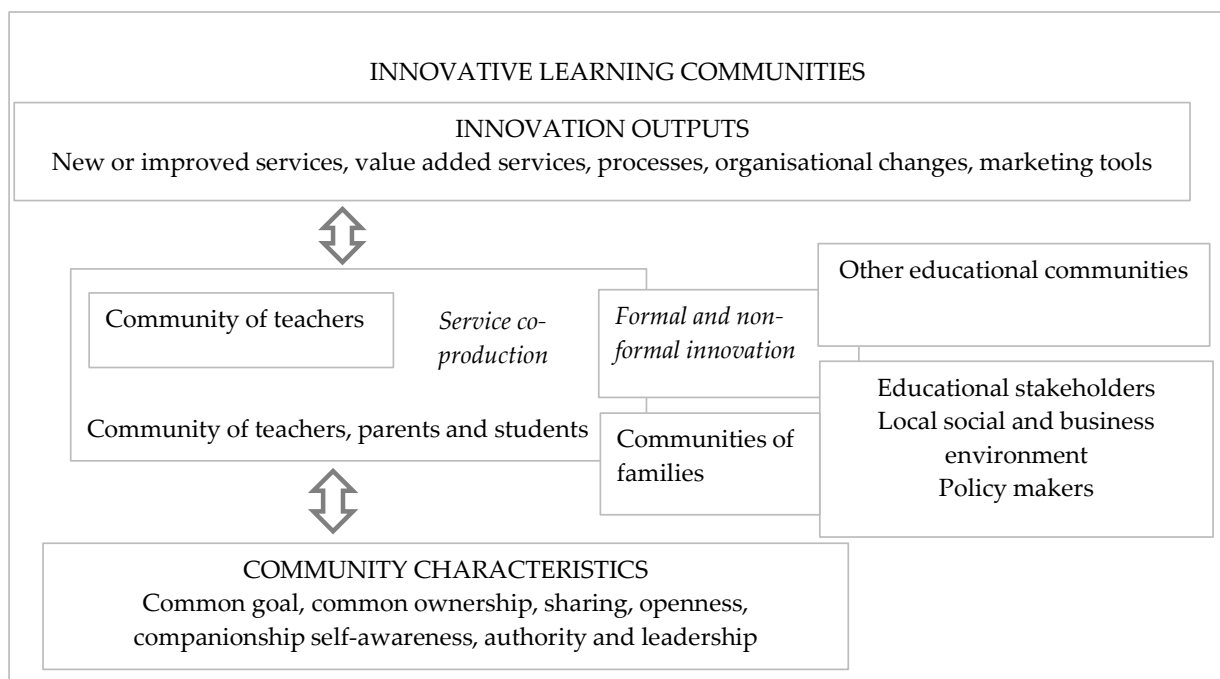 INNOVATIVE LEARNING COMMUNITIES
INNOVATION OUTPUTS
New or improved services, value added services, processes, organisational changes, marketing tools
Community of teachers
Service co-
production
Community of teachers, parents and students
Formal and non-
formal innovation
Communities of
families
Other educational communities
Educational stakeholders
Local social and business
environment
Policy makers
COMMUNITY CHARACTERISTICS
Common goal, common ownership, sharing, openness,
companionship self-awareness, authority and leadership